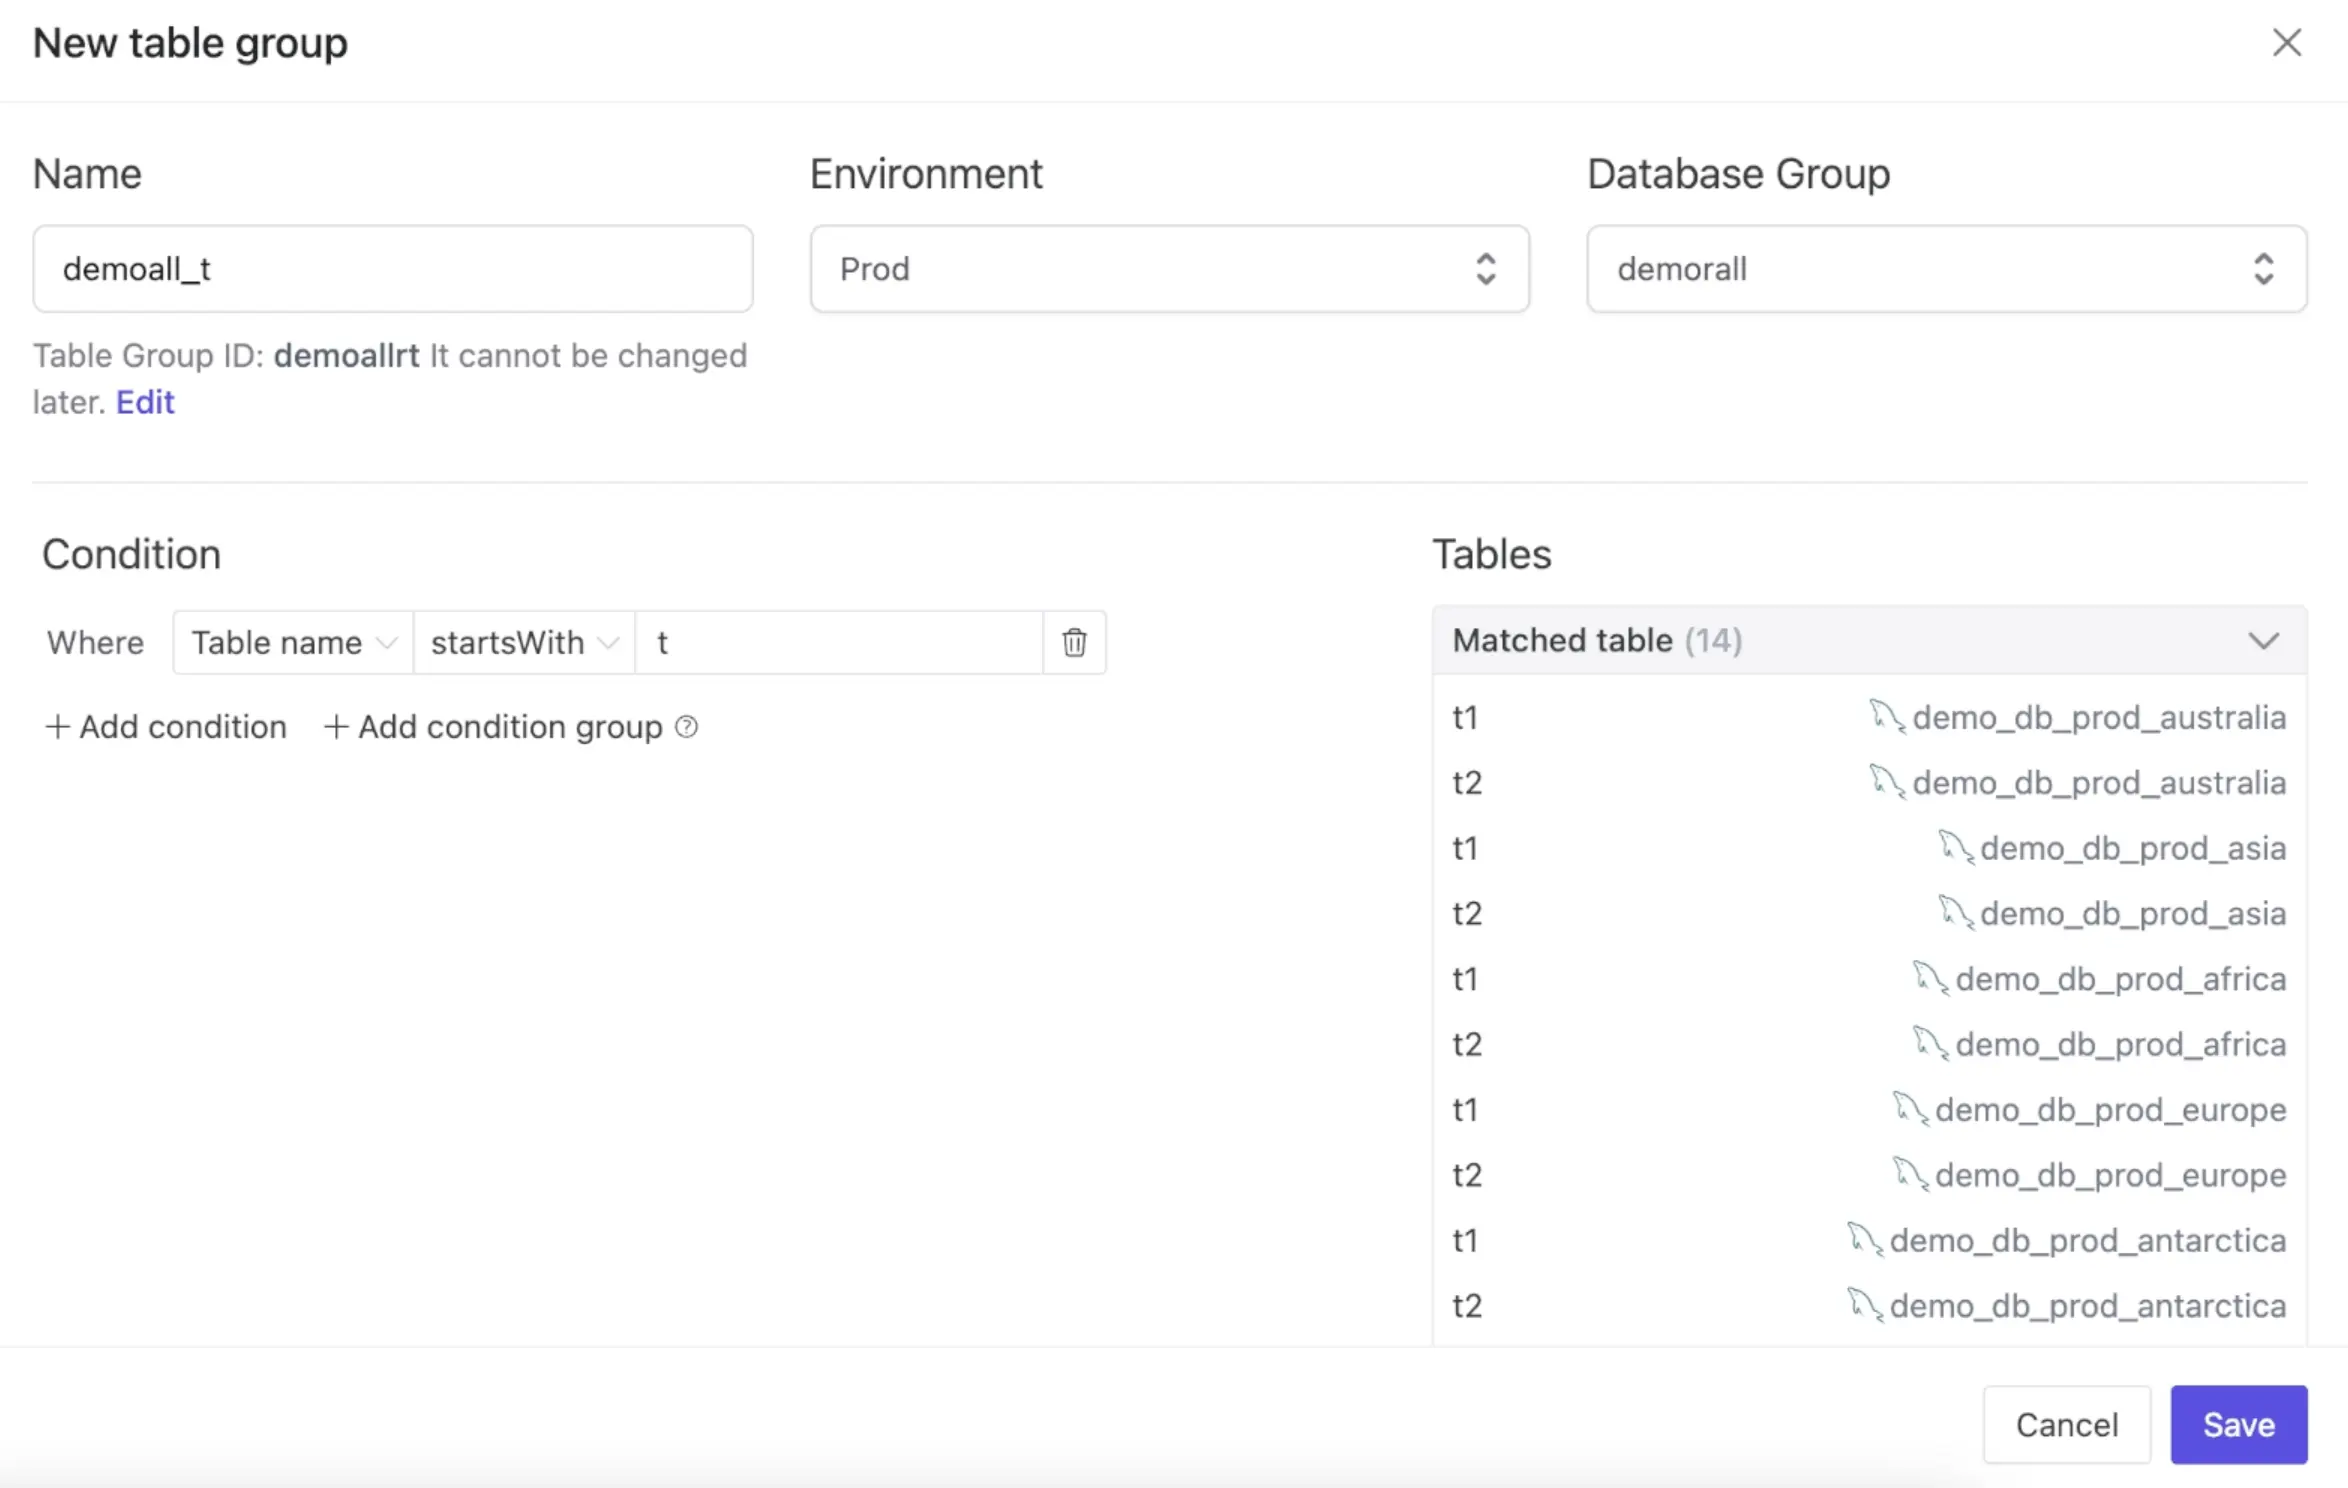 New table group
Name
Environment
Database Group
demoall_t
Prod
demorall
Table Group ID: demoallrt It cannot be changed
later. Edit
Condition
Tables
Where Table name startsWith t
Matched table (14)
+ Add condition + Add condition group
t1 demo_db_prod_australia
t2 demo_db_prod_australia
t1 demo_db_prod_asia
t2 demo_db_prod_asia
t1 demo_db_prod_africa
t2 demo_db_prod_africa
t1 demo_db_prod_europe
t2 demo_db_prod_europe
t1 demo_db_prod_antarctica
t2 demo_db_prod_antarctica
Cancel
Save